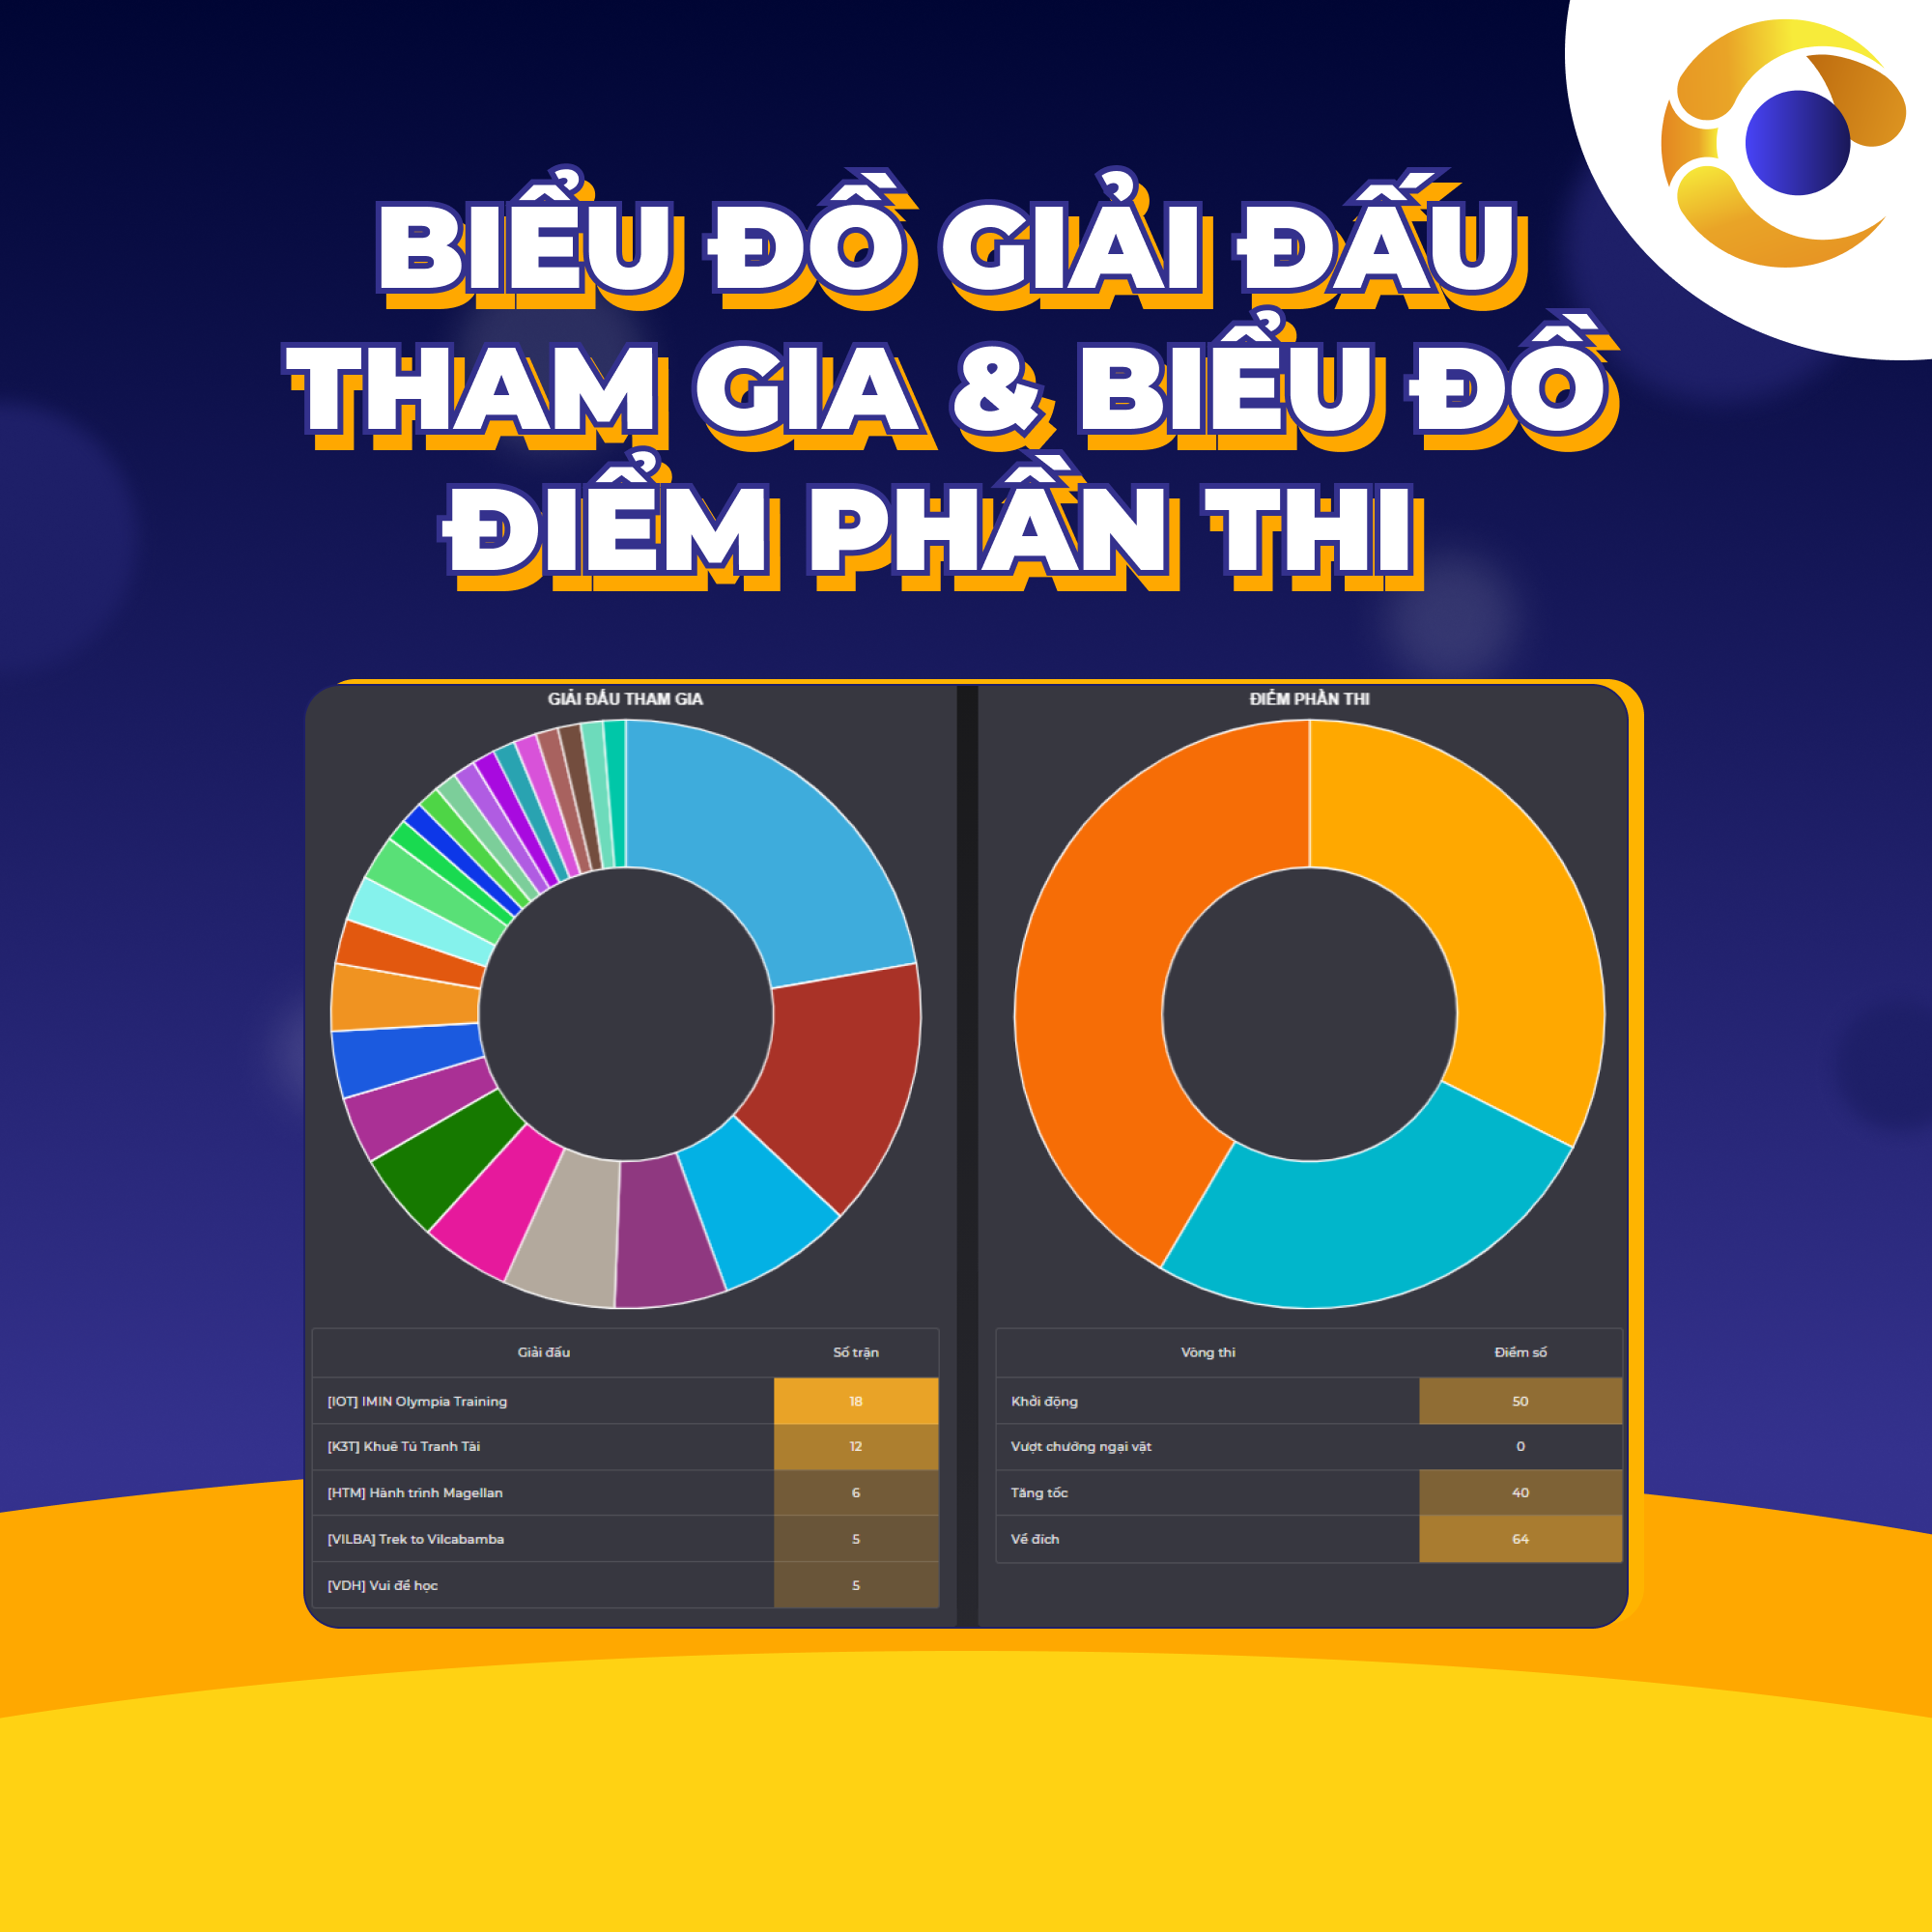 BIỂU ĐỒ GIẢI ĐẤU
THAM GIA & BIỂU ĐỒ
ĐIỂM PHẦN THI
GIẢI ĐẤU THAM GIA
Giải đấu Số trận
[IOT] IMIN Olympia Training 18
[K3T] Khuê Tú Tranh Tài 12
[HTM] Hành trình Magellan 6
[VILBA] Trek to Vilcabamba 5
[VDH] Vui để học 5
ĐIỂM PHẦN THI
Vòng thi Điểm số
Khởi động 50
Vượt chướng ngại vật 0
Tăng tốc 40
Về đích 64